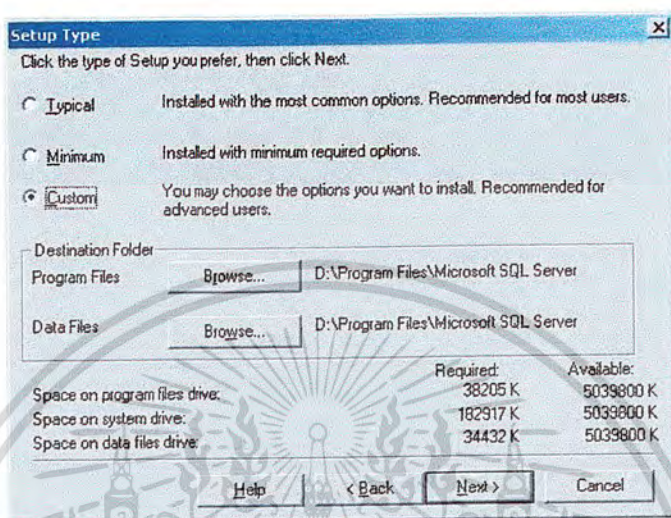 Setup Type
Click the type of Setup you prefer, then click Next.
Typical Installed with the most common options. Recommended for most users.
Minimum Installed with minimum required options.
Custom You may choose the options you want to install. Recommended for
advanced users.
Destination Folder
Program Files Browse... D:\Program Files\Microsoft SQL Server
Data Files Browse... D:\Program Files\Microsoft SQL Server
Required: Available:
Space on program files drive: 38205 K 5039800 K
Space on system drive: 182917 K 5039800 K
Space on data files drive: 34432 K 5039800 K
Help < Back Next > Cancel